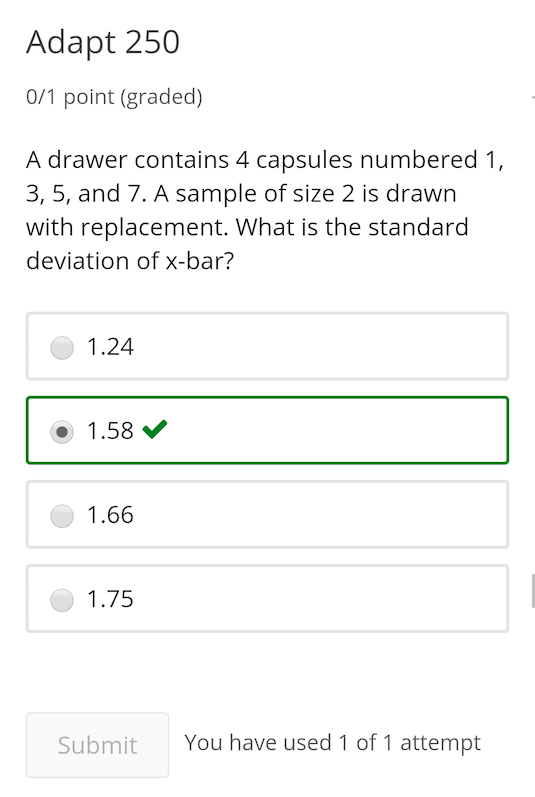 Adapt 250
0/1 point (graded)
A drawer contains 4 capsules numbered 1,
3, 5, and 7. A sample of size 2 is drawn
with replacement. What is the standard
deviation of x-bar?
1.24
1.58
1.66
1.75
Submit
You have used 1 of 1 attempt